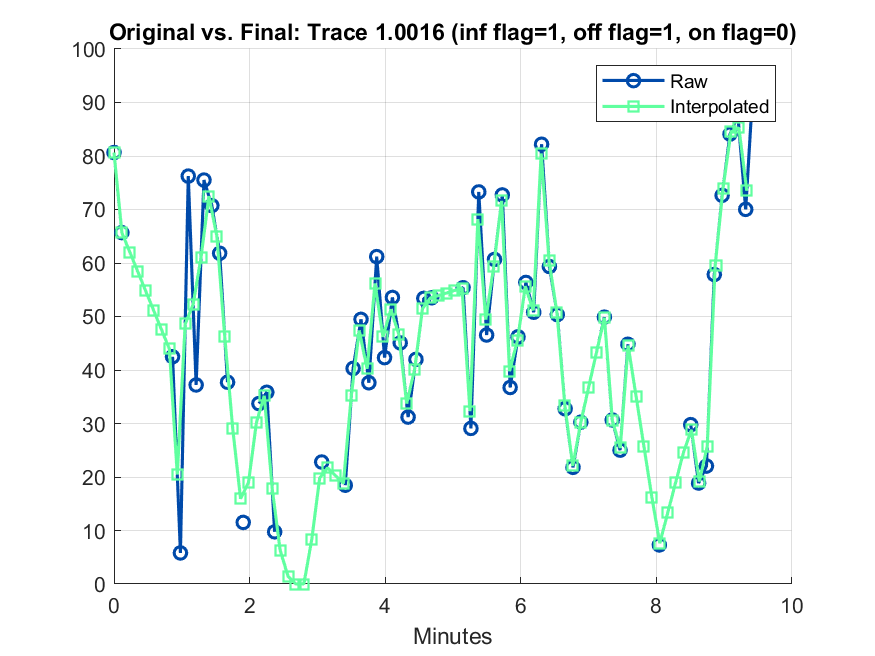 Original vs. Final: Trace 1.0016 (inf flag=1, off flag=1, on flag=0)
100
90
80
70
60
50
40
30
20
10
0
Raw
Interpolated
0 2 4 6 8 10
Minutes